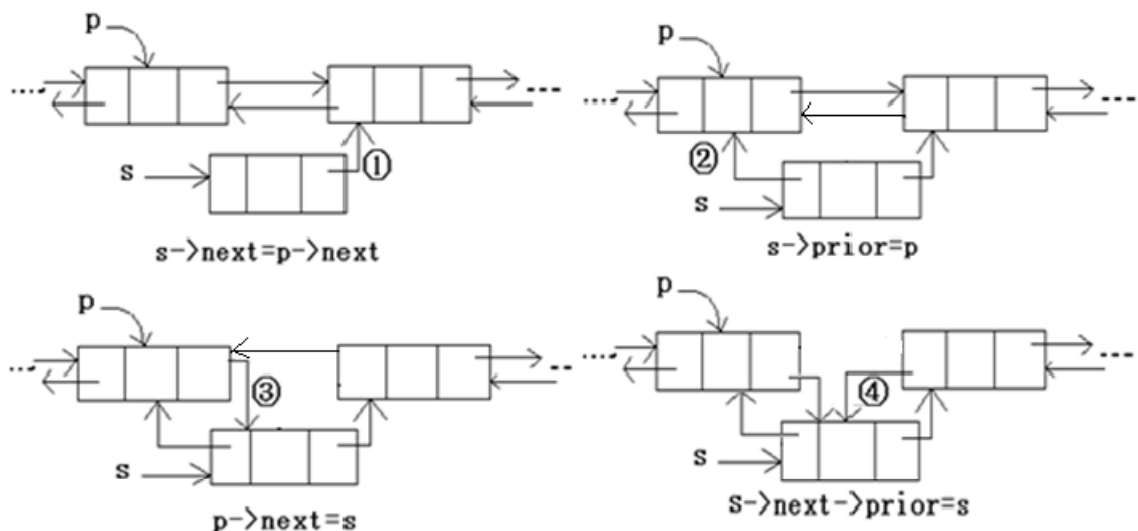 p
s
①
s->next=p->next
p
②
s
s->prior=p
p
③
s
p->next=s
p
④
s
s->next->prior=s